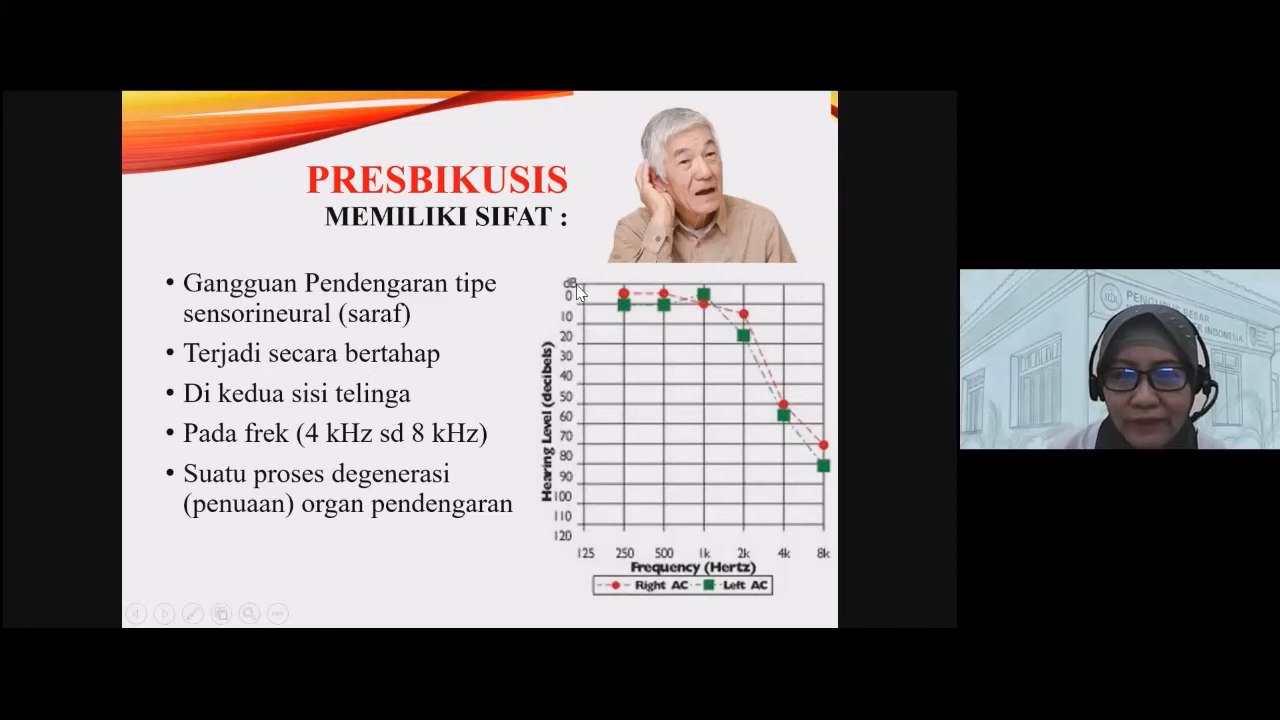 PRESBIKUSIS
MEMILIKI SIFAT :
• Gangguan Pendengaran tipe
sensorineural (saraf)
• Terjadi secara bertahap
• Di kedua sisi telinga
• Pada frek (4 kHz sd 8 kHz)
• Suatu proses degenerasi
(penuaan) organ pendengaran
dB
0
10
20
30
40
50
60
70
80
90
100
110
120
Hearing Level (decibels)
125 250 500 1k 2k 4k 8k
Frequency (Hertz)
Right AC Left AC
PENGURUS BESAR
INDONESIA